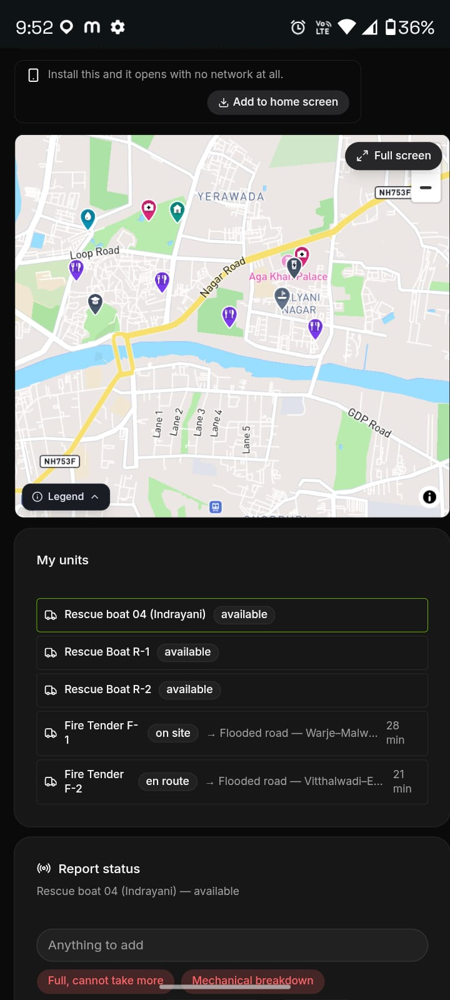 9:52
Vo LTE
36%
Install this and it opens with no network at all.
Add to home screen
Full screen
YERAWADA
NH753F
Loop Road
Nagar Road
Aga Khan Palace
LYANI
NAGAR
Lane 1
Lane 2
Lane 3
Lane 4
Lane 5
GDP Road
NH753F
Legend
My units
Rescue boat 04 (Indrayani) available
Rescue Boat R-1 available
Rescue Boat R-2 available
Fire Tender F-
1
on site
→ Flooded road — Warje–Malw...
28
min
Fire Tender
F-2
en route
→ Flooded road — Vitthalwadi–E...
21
min
Report status
Rescue boat 04 (Indrayani) — available
Anything to add
Full, cannot take more
Mechanical breakdown